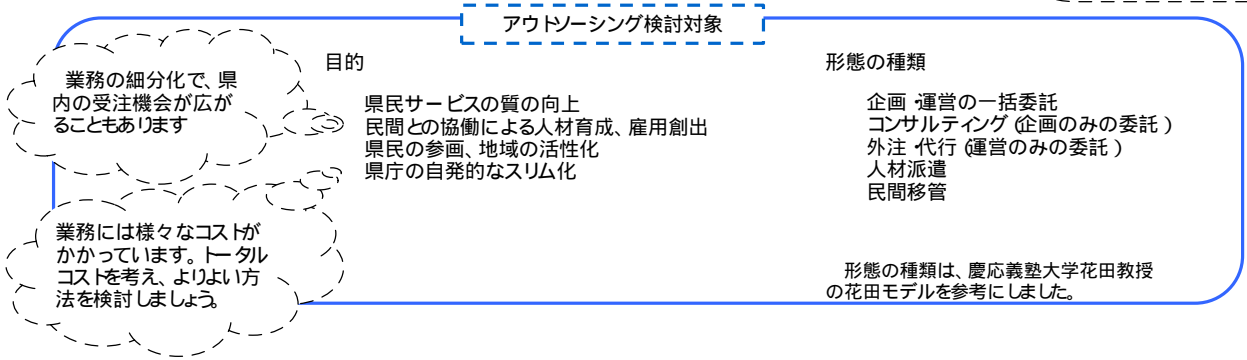 アウトソーシング検討対象
業務の細分化で、県
内の受注機会が広が
ることもあります
目的
県民サービスの質の向上
民間との協働による人材育成、雇用創出
県民の参画、地域の活性化
県庁の自発的なスリム化
形態の種類
企画・運営の一括委託
コンサルティング(企画のみの委託)
外注・代行(運営のみの委託)
人材派遣
民間移管
業務には様々なコストが
かかっています。トータル
コストを考え、よりよい方
法を検討しましょう。
形態の種類は、慶応義塾大学花田教授
の花田モデルを参考にしました。